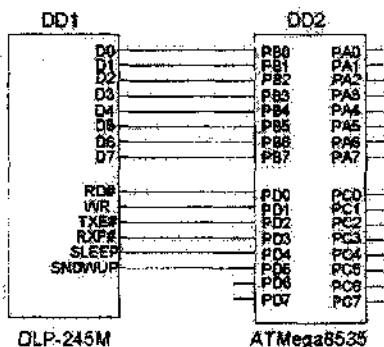 DD1 DD2
D0 PB0 PA0
D1 PB1 PA1
D2 PB2 PA2
D3 PB3 PA3
D4 PB4 PA4
D5 PB5 PA5
D6 PB6 PA6
D7 PB7 PA7
RD# PD0 PC0
WR PD1 PC1
TXE# PD2 PC2
RXF# PD3 PC3
SLEEP PD4 PC4
SNDWUP PD5 PC5
PD6 PC6
PD7 PC7
DLP-245M ATMega8535